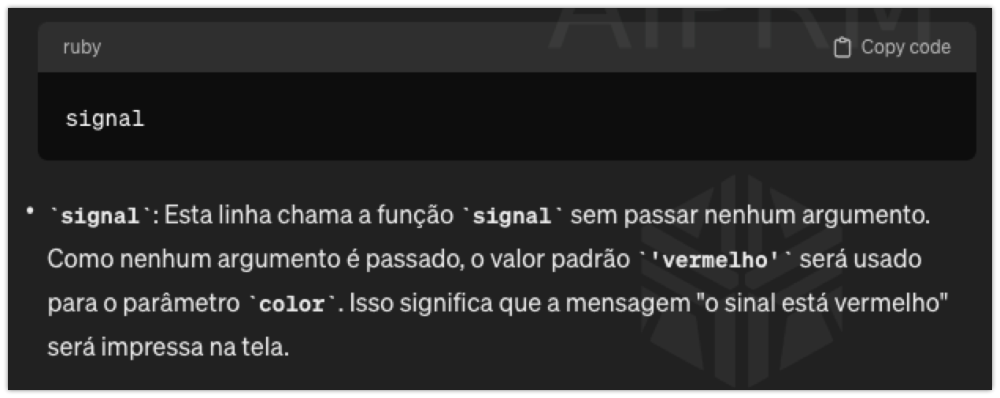 AIPRM
ruby Copy code
signal
• `signal`: Esta linha chama a função `signal` sem passar nenhum argumento.
Como nenhum argumento é passado, o valor padrão `'vermelho'` será usado
para o parâmetro `color`. Isso significa que a mensagem "o sinal está vermelho"
será impressa na tela.